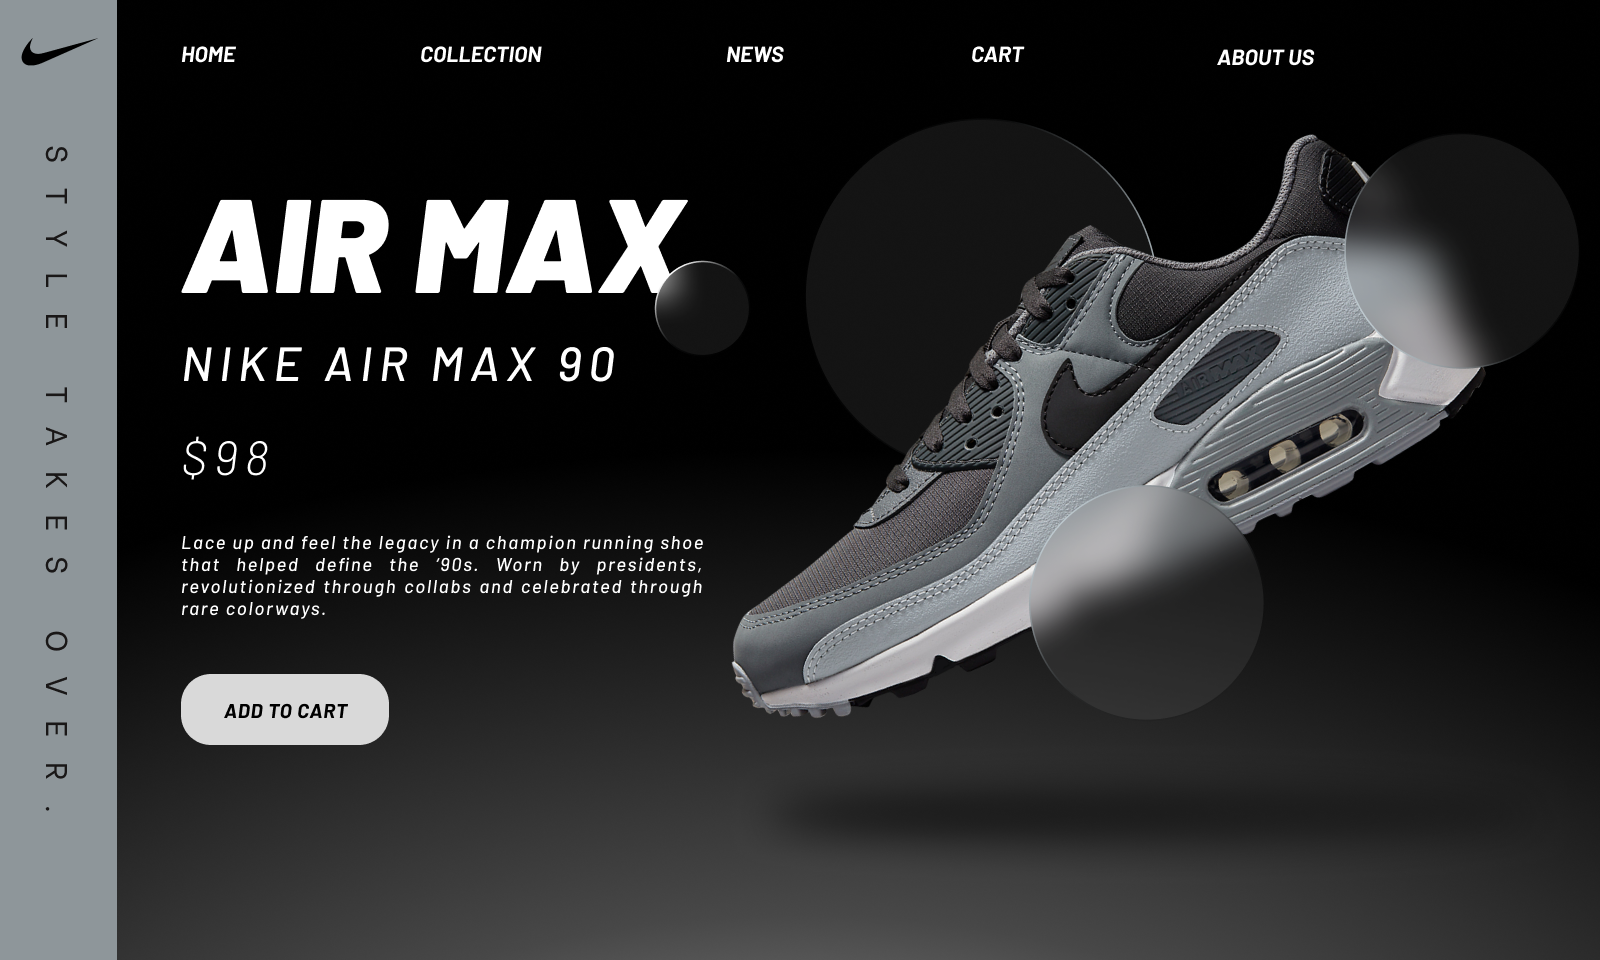 HOME
COLLECTION
NEWS
CART
ABOUT US
STYLE TAKES OVER.
AIR MAX
NIKE AIR MAX 90
$98
Lace up and feel the legacy in a champion running shoe
that helped define the ‘90s. Worn by presidents,
revolutionized through collabs and celebrated through
rare colorways.
ADD TO CART
AIR MAX